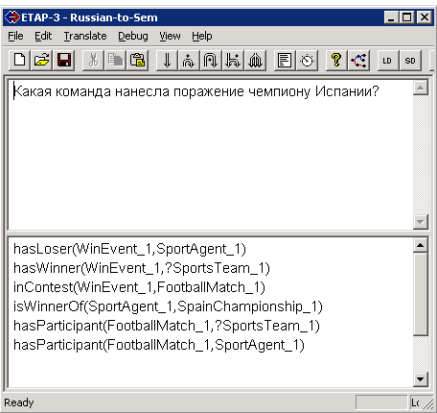 ETAP-3 - Russian-to-Sem
File Edit Translate Debug View Help
LD SD
Какая команда нанесла поражение чемпиону Испании?
hasLoser(WinEvent_1,SportAgent_1)
hasWinner(WinEvent_1,?SportsTeam_1)
inContest(WinEvent_1,FootballMatch_1)
isWinnerOf(SportAgent_1,SpainChampionship_1)
hasParticipant(FootballMatch_1,?SportsTeam_1)
hasParticipant(FootballMatch_1,SportAgent_1)
Ready